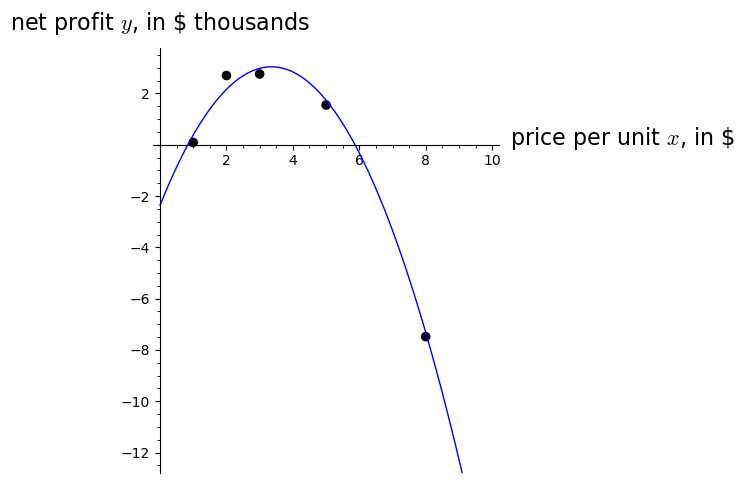 net profit y, in $ thousands
2
price per unit x, in $
2 4 6 8 10
−2
−4
−6
−8
−10
−12